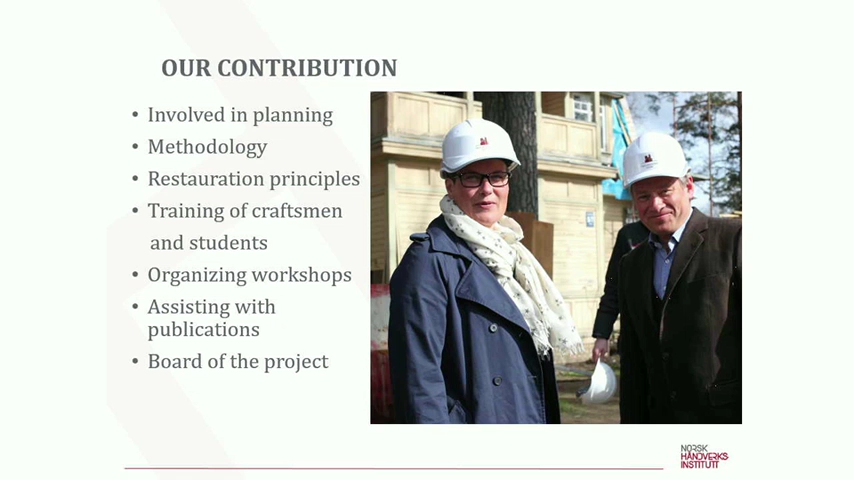 OUR CONTRIBUTION
• Involved in planning
• Methodology
• Restauration principles
• Training of craftsmen
and students
• Organizing workshops
• Assisting with
publications
• Board of the project
NORSK
HÅNDVERKS
INSTITUTT